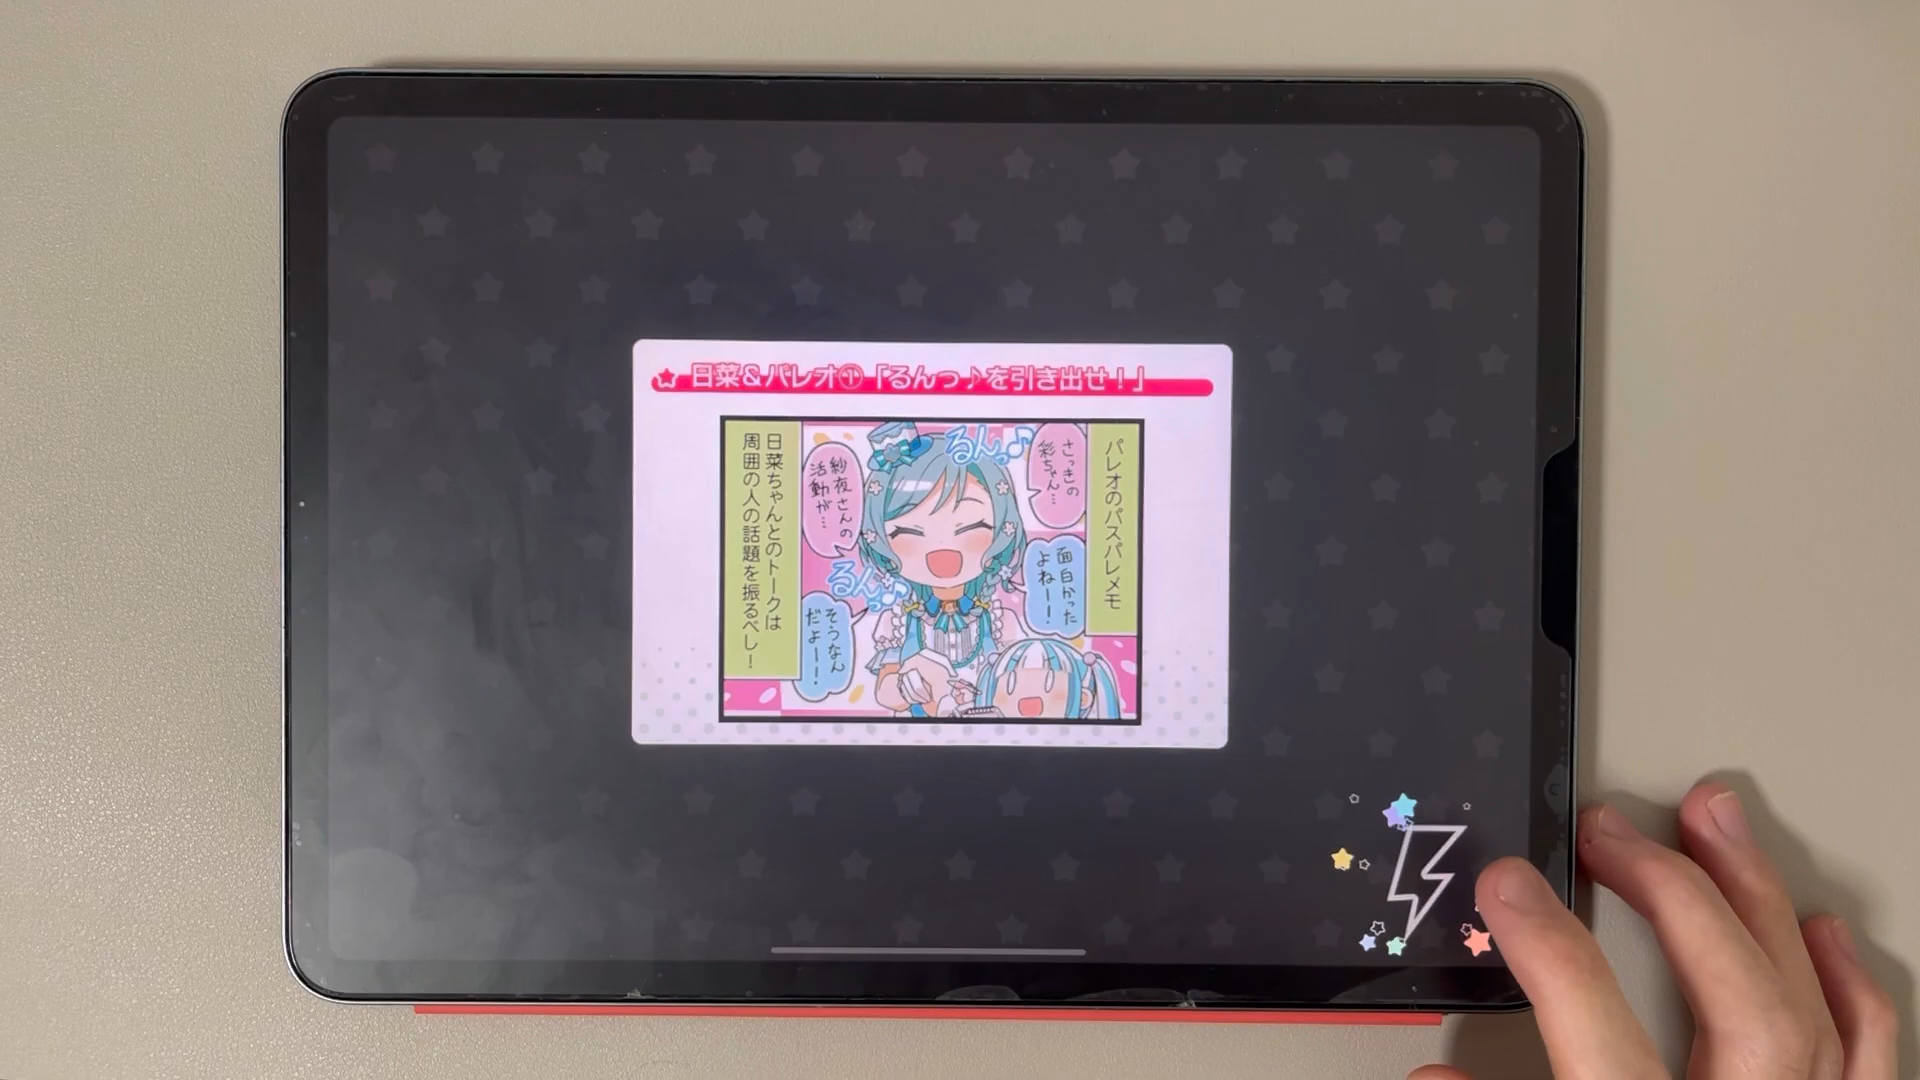 日菜&パレオ①「るんっ♪を引き出せ！」
パレオのパスパレメモ
さっきの
彩ちゃん…
るんっ♪
面白かった
よねー！
紗夜さんの
活動が…
るんっ♪
そうなん
だよー！
日菜ちゃんとのトークは
周囲の人の話題を振るべし！